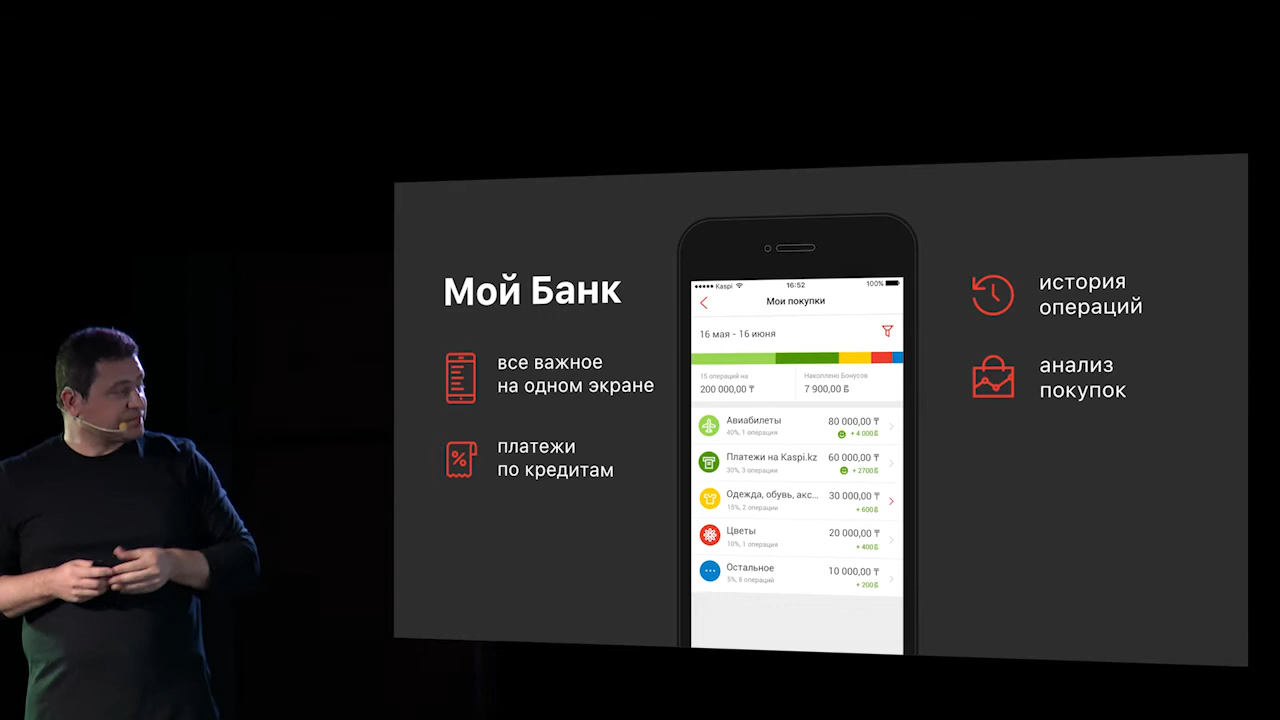 Мой Банк
все важное
на одном экране
платежи
по кредитам
Kaspi 16:52 100%
Мои покупки
16 мая - 16 июня
15 операций на
200 000,00 ₸
Накоплено Бонусов
7 900,00 Б
Авиабилеты 80 000,00 ₸
40%, 1 операция + 4 000 Б
Платежи на Kaspi.kz 60 000,00 ₸
30%, 3 операции + 2700 Б
Одежда, обувь, акс... 30 000,00 ₸
15%, 2 операции + 600 Б
Цветы 20 000,00 ₸
10%, 1 операция + 400 Б
Остальное 10 000,00 ₸
5%, 8 операций + 200 Б
история
операций
анализ
покупок